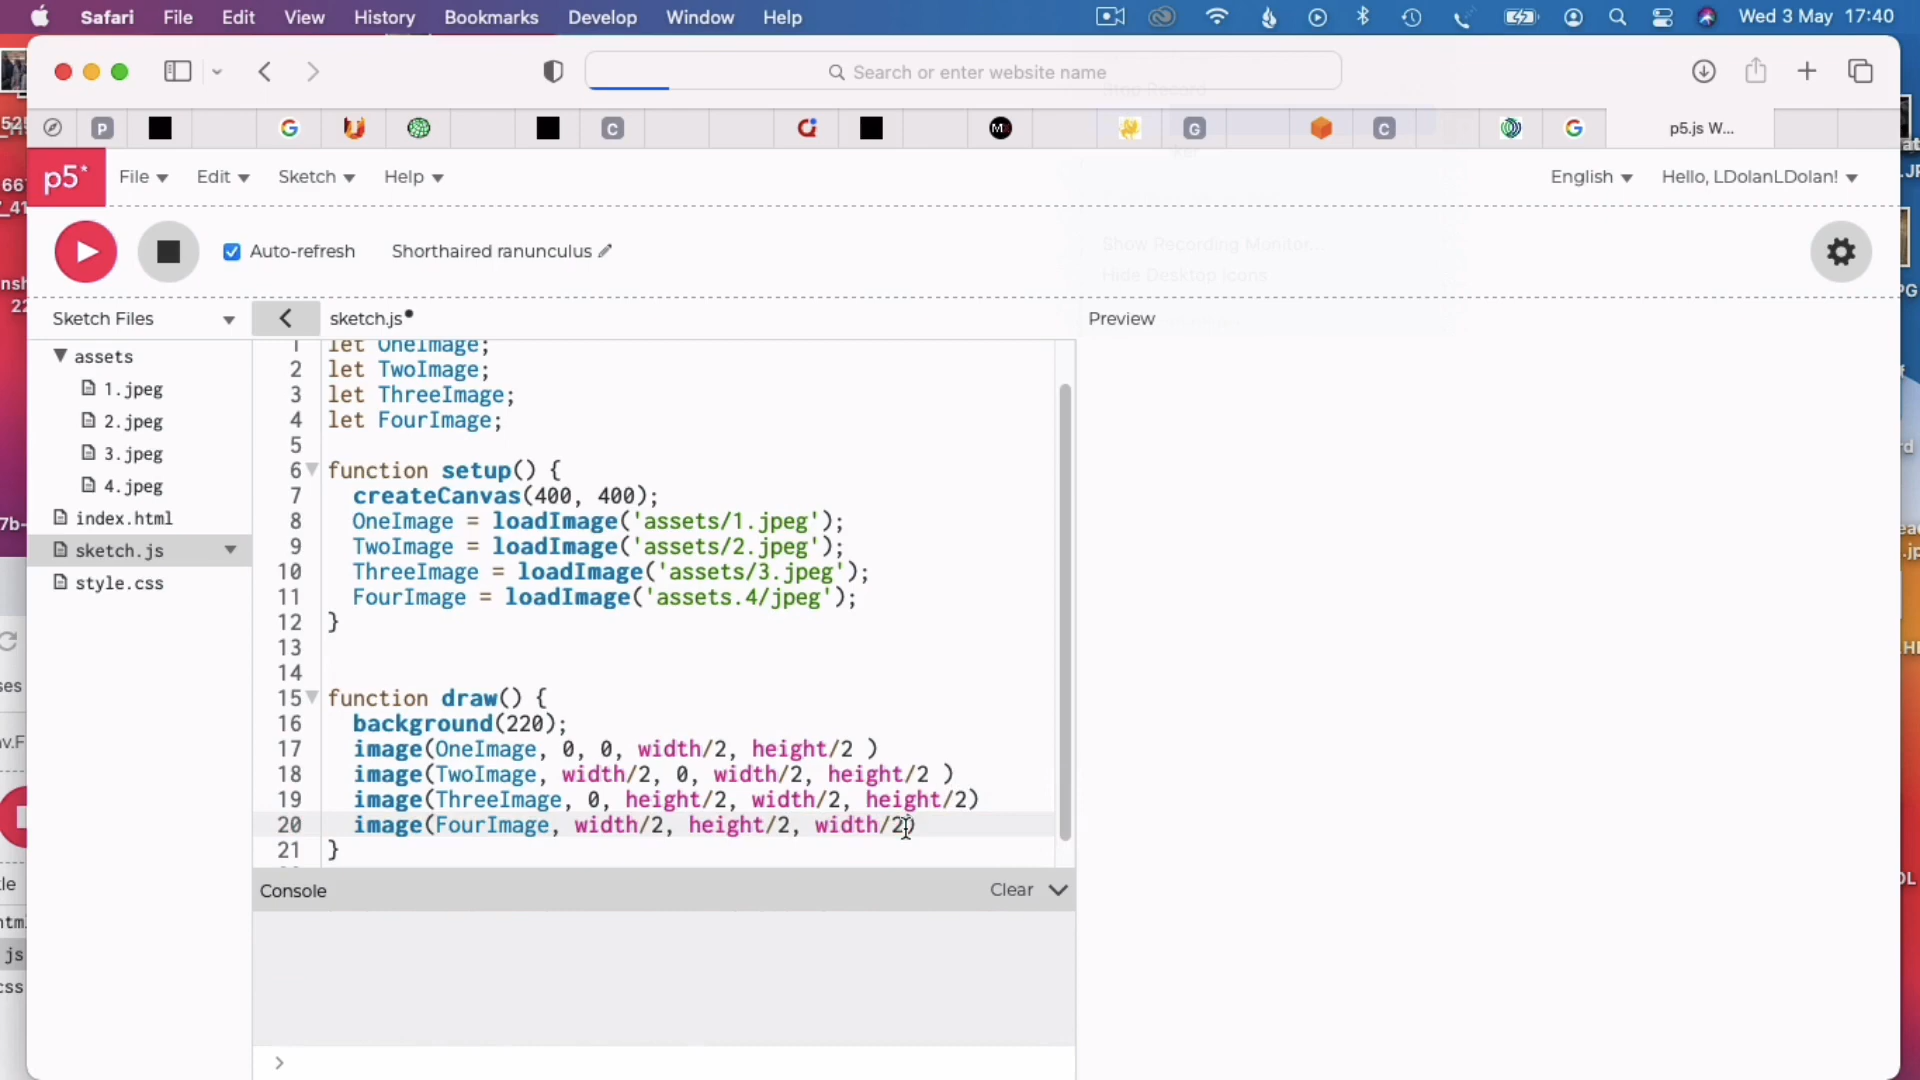 Safari File Edit View History Bookmarks Develop Window Help Wed 3 May 17:40
Search or enter website name
P C G C p5.js W...
p5* File Edit Sketch Help English Hello, LDolanLDolan!
Auto-refresh Shorthaired ranunculus
Show Recording Monitor...
Hide Desktop Icons
Sketch Files sketch.js Preview
assets
1.jpeg
2.jpeg
3.jpeg
4.jpeg
index.html
sketch.js
style.css
1 let OneImage;
2 let TwoImage;
3 let ThreeImage;
4 let FourImage;
5
6 function setup() {
7 createCanvas(400, 400);
8 OneImage = loadImage('assets/1.jpeg');
9 TwoImage = loadImage('assets/2.jpeg');
10 ThreeImage = loadImage('assets/3.jpeg');
11 FourImage = loadImage('assets.4/jpeg');
12 }
13
14
15 function draw() {
16 background(220);
17 image(OneImage, 0, 0, width/2, height/2 )
18 image(TwoImage, width/2, 0, width/2, height/2 )
19 image(ThreeImage, 0, height/2, width/2, height/2)
20 image(FourImage, width/2, height/2, width/2)
21 }
Console Clear
>